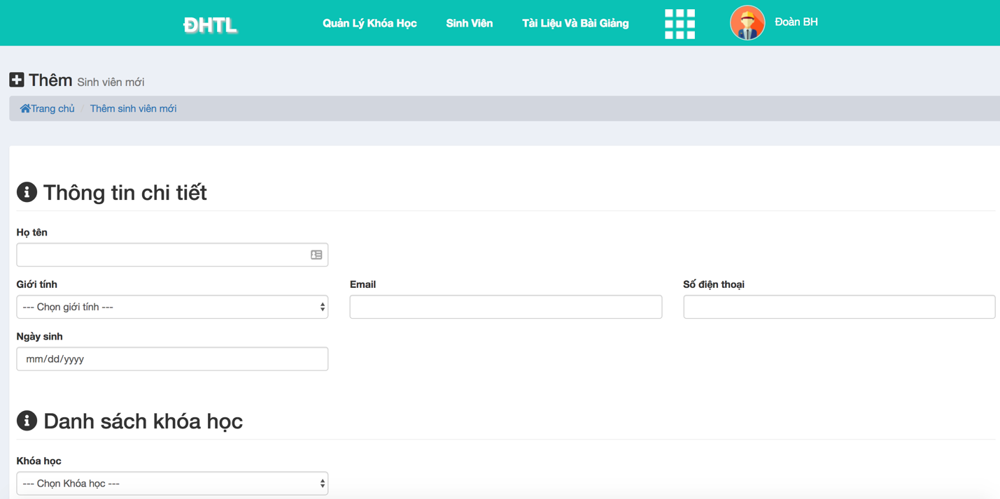 ĐHTL Quản Lý Khóa Học Sinh Viên Tài Liệu Và Bài Giảng Đoàn BH
Thêm Sinh viên mới
Trang chủ / Thêm sinh viên mới
Thông tin chi tiết
Họ tên
Giới tính Email Số điện thoại
--- Chọn giới tính ---
Ngày sinh
mm/dd/yyyy
Danh sách khóa học
Khóa học
--- Chọn Khóa học ---